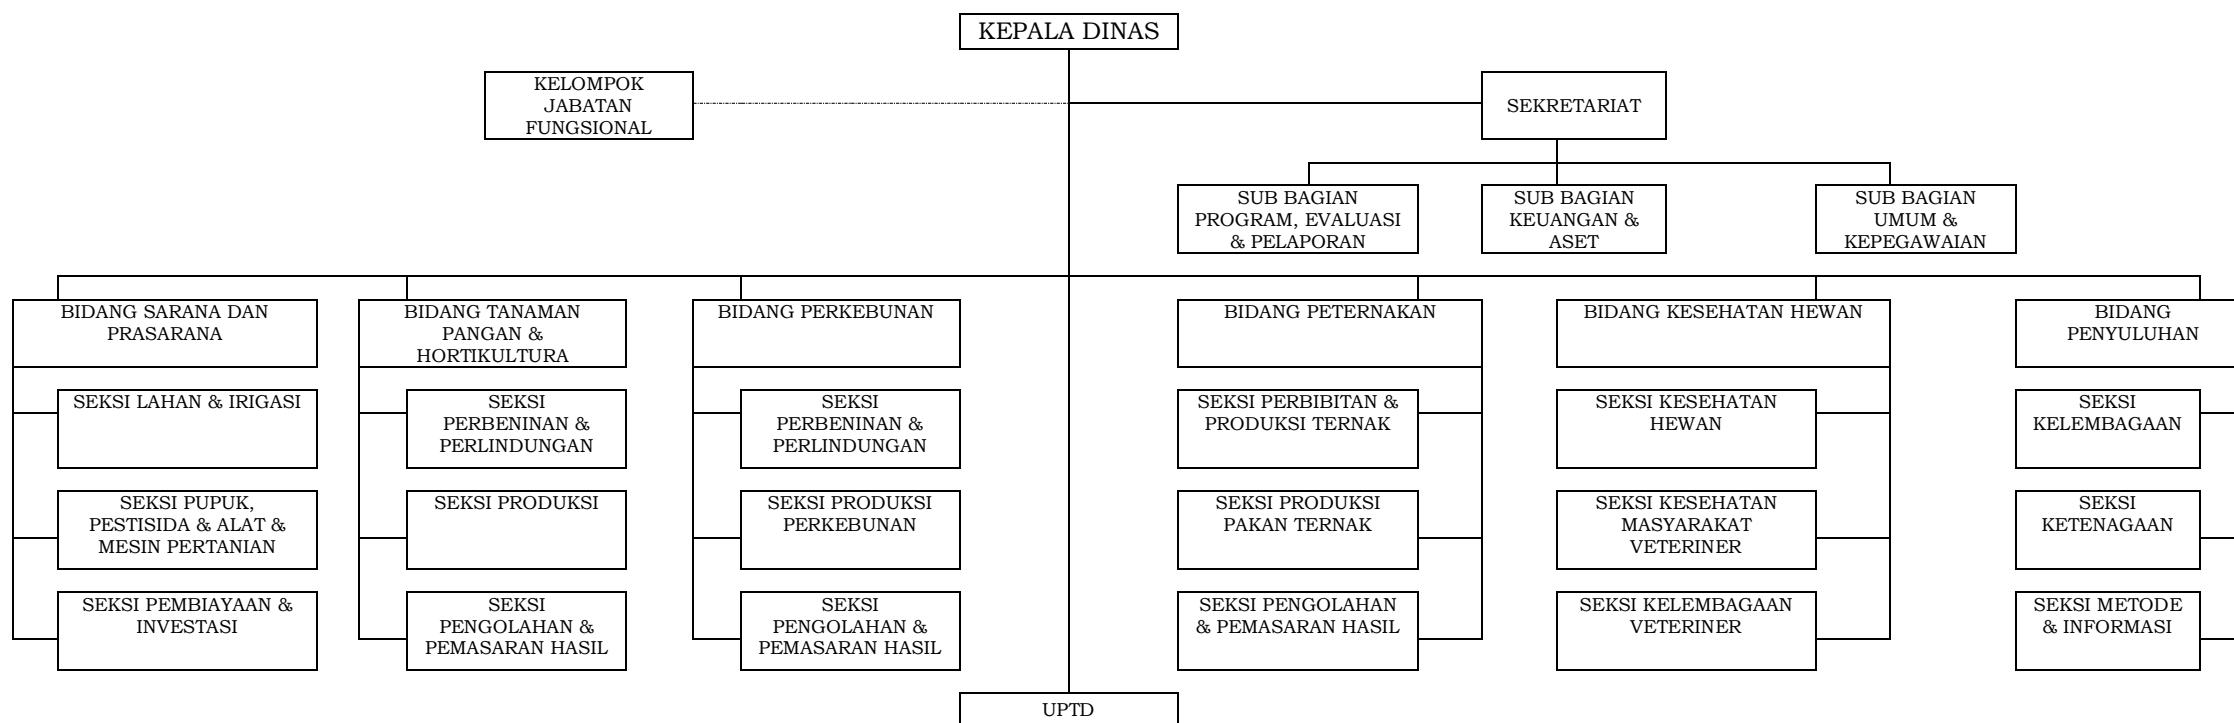 KEPALA DINAS
KELOMPOK
JABATAN
FUNGSIONAL
SEKRETARIAT
SUB BAGIAN
PROGRAM, EVALUASI
& PELAPORAN
SUB BAGIAN
KEUANGAN &
ASET
SUB BAGIAN
UMUM &
KEPEGAWAIAN
BIDANG SARANA DAN
PRASARANA
BIDANG TANAMAN
PANGAN &
HORTIKULTURA
BIDANG PERKEBUNAN
BIDANG PETERNAKAN
BIDANG KESEHATAN HEWAN
BIDANG
PENYULUHAN
SEKSI LAHAN & IRIGASI
SEKSI
PERBENINAN &
PERLINDUNGAN
SEKSI
PERBENINAN &
PERLINDUNGAN
SEKSI PERBIBITAN &
PRODUKSI TERNAK
SEKSI KESEHATAN
HEWAN
SEKSI
KELEMBAGAAN
SEKSI PUPUK,
PESTISIDA & ALAT &
MESIN PERTANIAN
SEKSI PRODUKSI
SEKSI PRODUKSI
PERKEBUNAN
SEKSI PRODUKSI
PAKAN TERNAK
SEKSI KESEHATAN
MASYARAKAT
VETERINER
SEKSI
KETENAGAAN
SEKSI PEMBIAYAAN &
INVESTASI
SEKSI
PENGOLAHAN &
PEMASARAN HASIL
SEKSI
PENGOLAHAN &
PEMASARAN HASIL
SEKSI PENGOLAHAN
& PEMASARAN HASIL
SEKSI KELEMBAGAAN
VETERINER
SEKSI METODE
& INFORMASI
UPTD